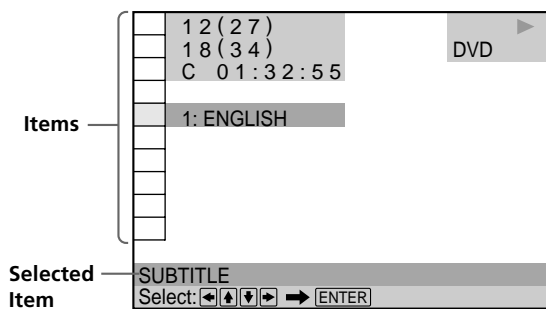 12(27)
18(34)
DVD
C 01:32:55
Items
1: ENGLISH
Selected
Item
SUBTITLE
Select: ENTER